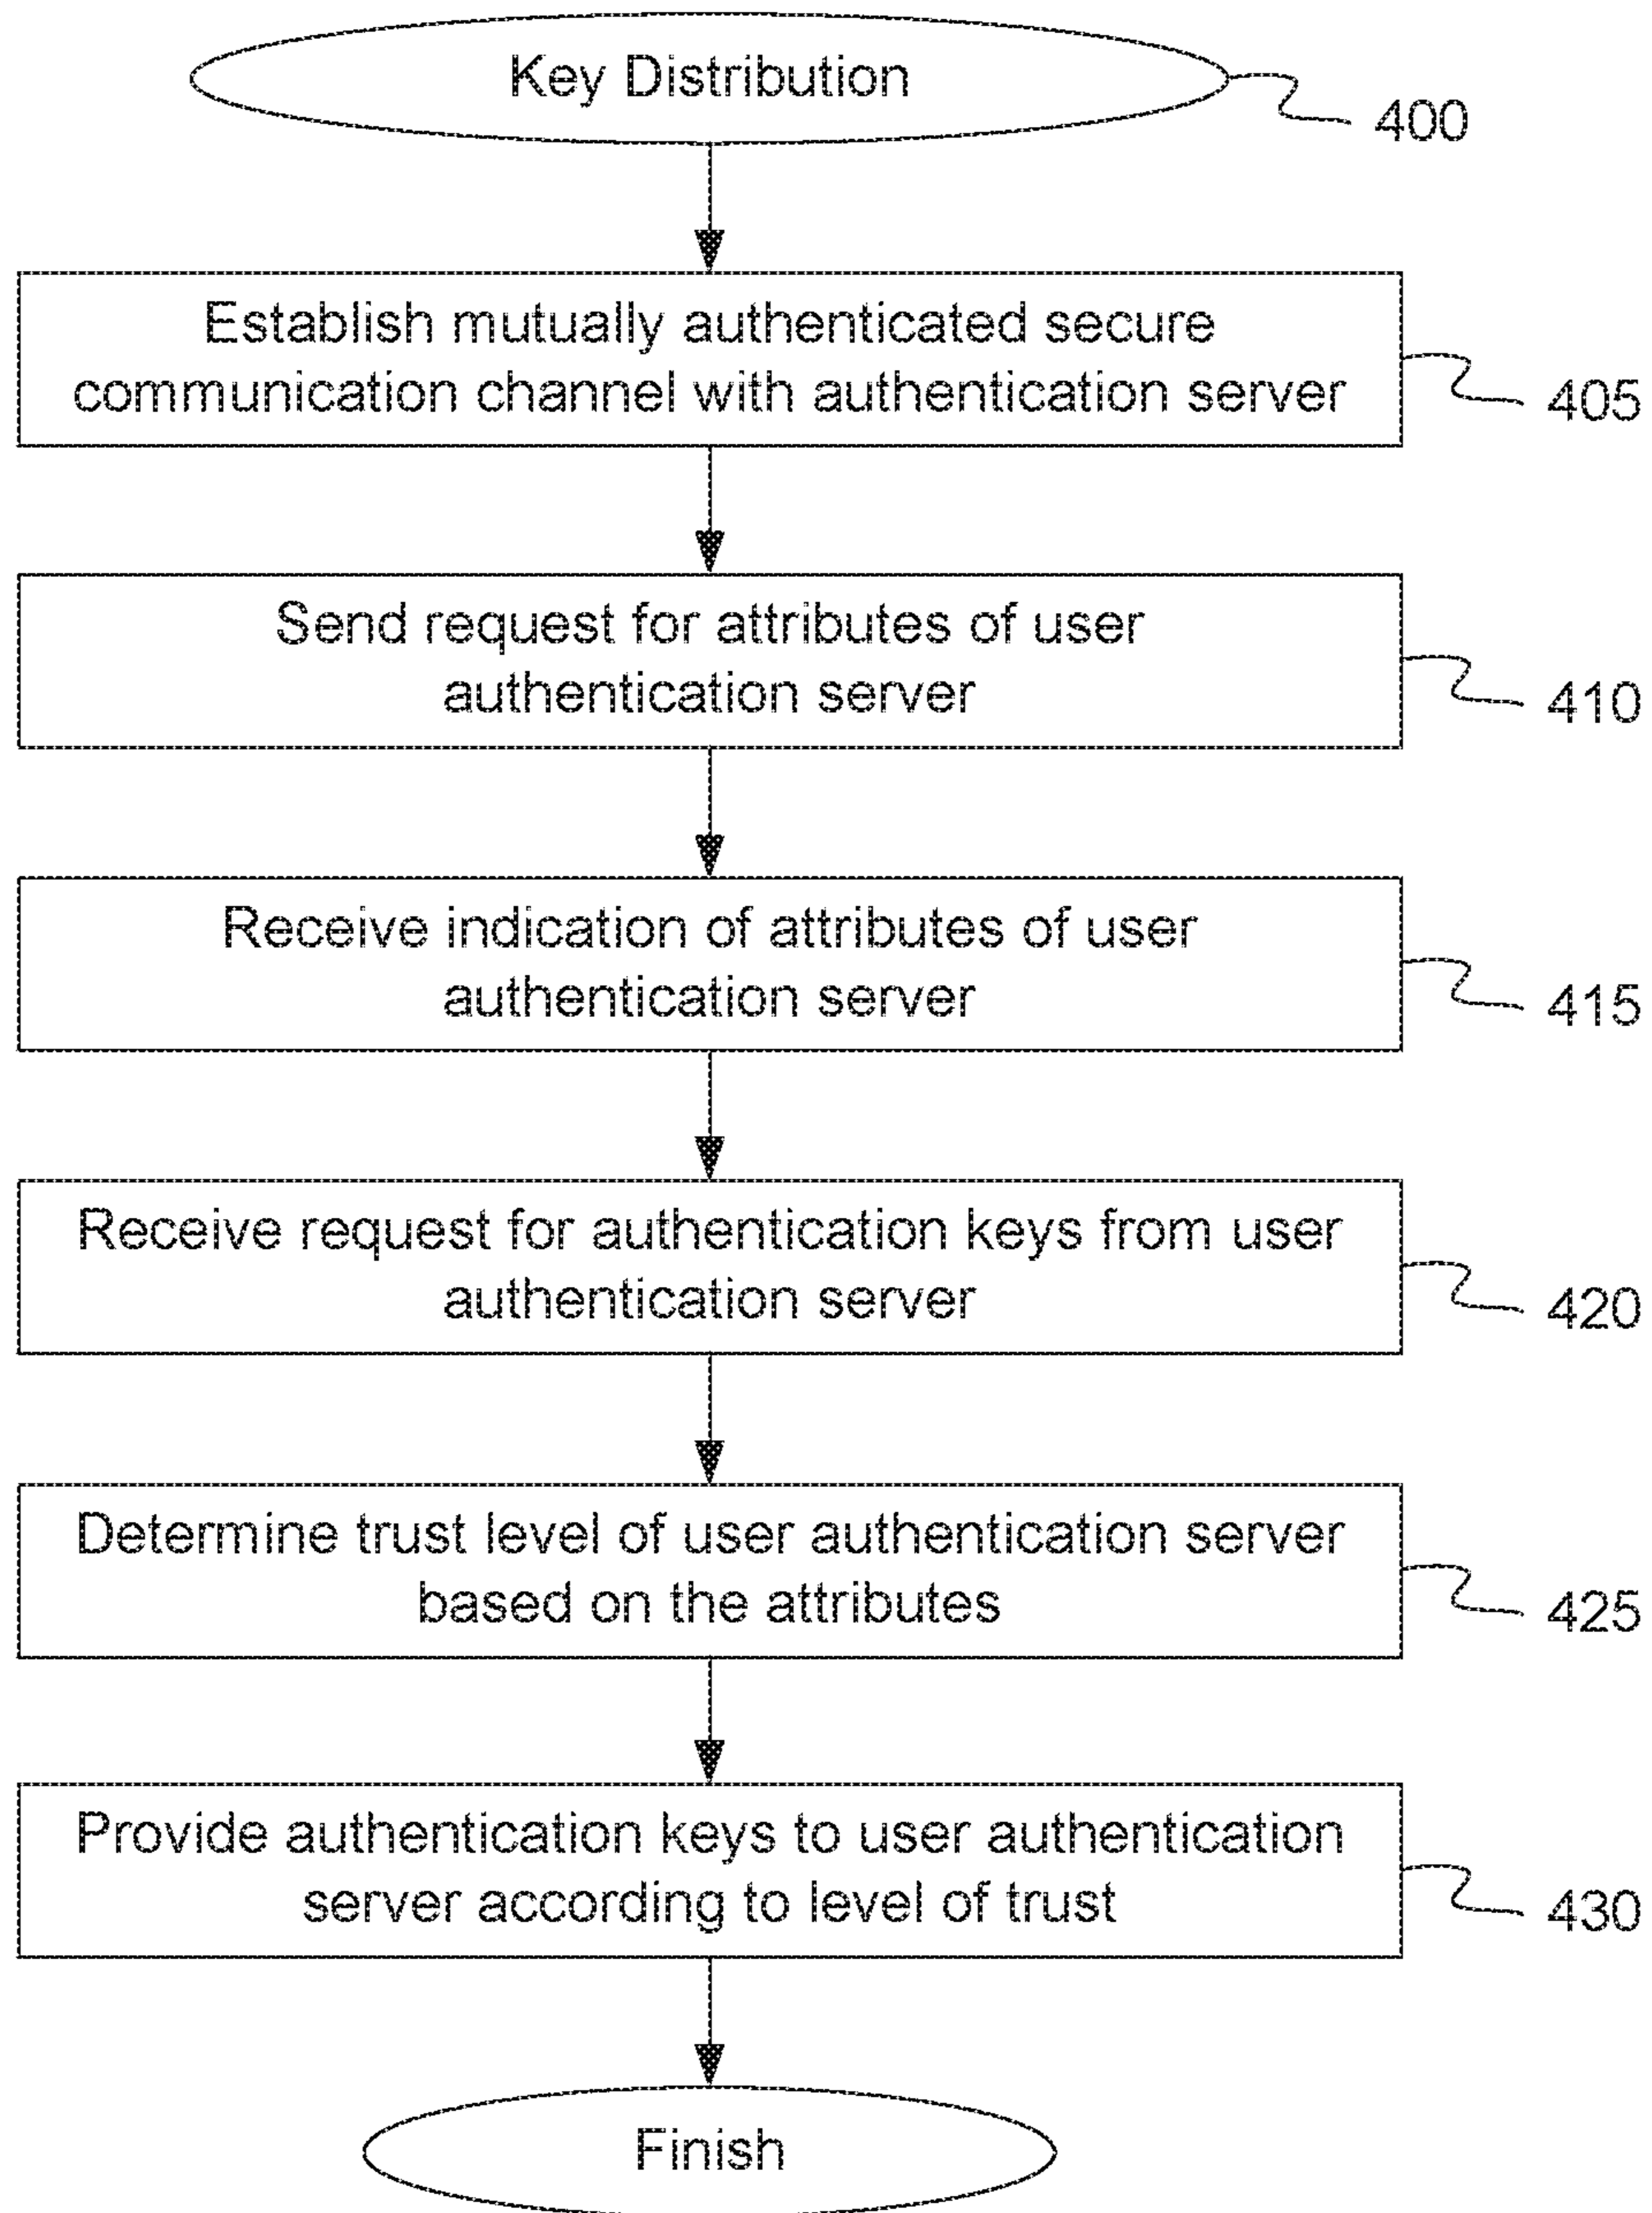 Key Distribution
400
Establish mutually authenticated secure
communication channel with authentication server
405
Send request for attributes of user
authentication server
410
Receive indication of attributes of user
authentication server
415
Receive request for authentication keys from user
authentication server
420
Determine trust level of user authentication server
based on the attributes
425
Provide authentication keys to user authentication
server according to level of trust
430
Finish